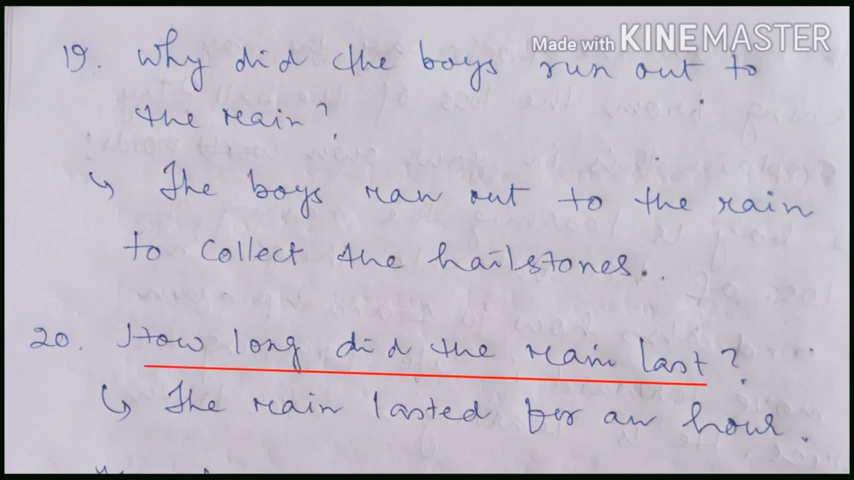 Made with KINEMASTER
19. Why did the boys run out to
the rain?
↳ The boys ran out to the rain
to collect the hailstones.
20. How long did the rain last?
↳ The rain lasted for an hour.